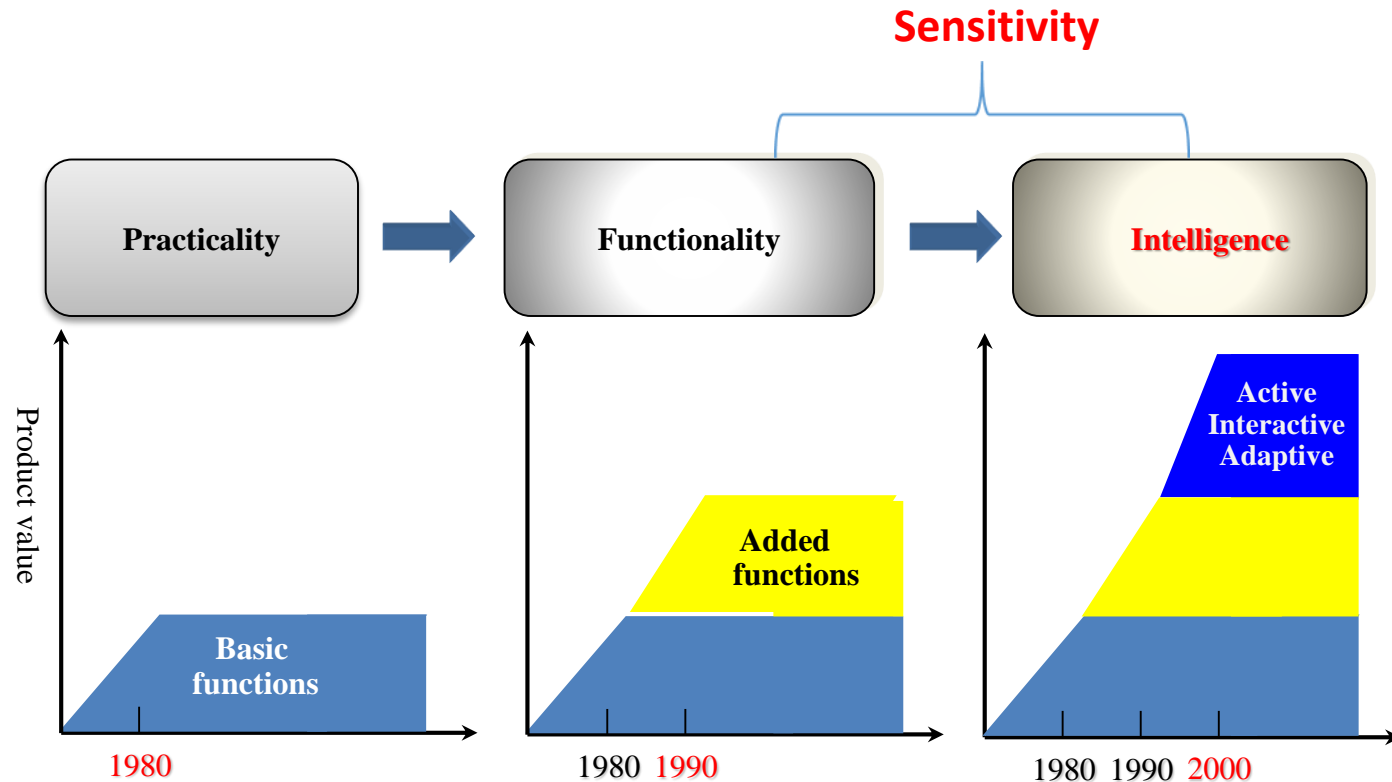 Sensitivity
Practicality
Functionality
Intelligence
Product value
Basic
functions
1980
Added
functions
1980 1990
Active
Interactive
Adaptive
1980 1990 2000